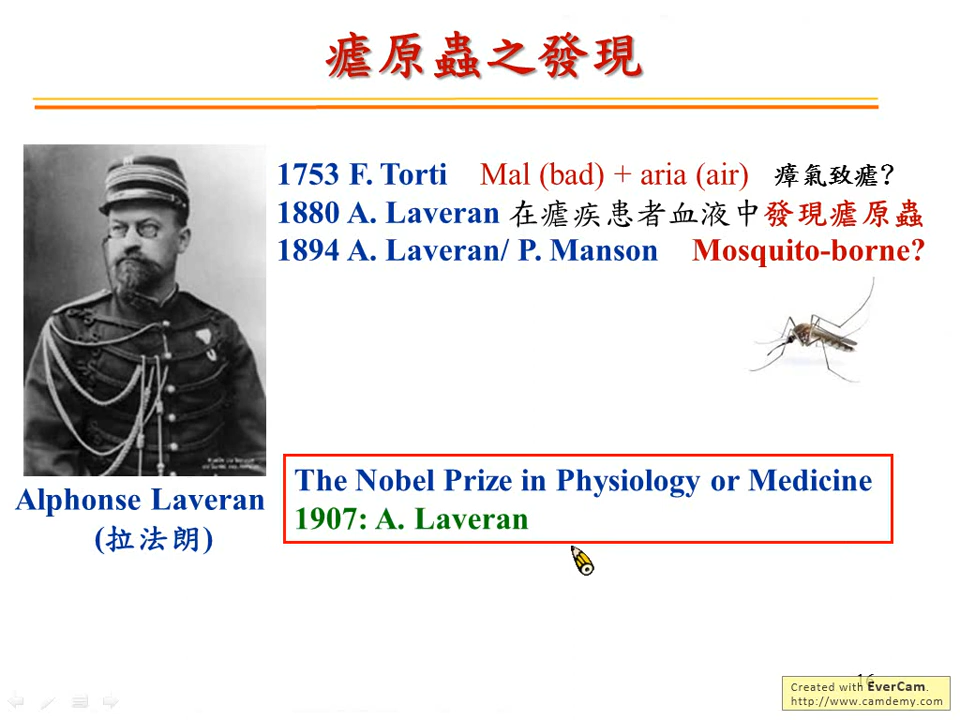 瘧原蟲之發現
1753 F. Torti Mal (bad) + aria (air) 瘴氣致瘧?
1880 A. Laveran 在瘧疾患者血液中發現瘧原蟲
1894 A. Laveran/ P. Manson Mosquito-borne?
The Nobel Prize in Physiology or Medicine
1907: A. Laveran
Alphonse Laveran
(拉法朗)
16
Created with EverCam.
http://www.camdemy.com